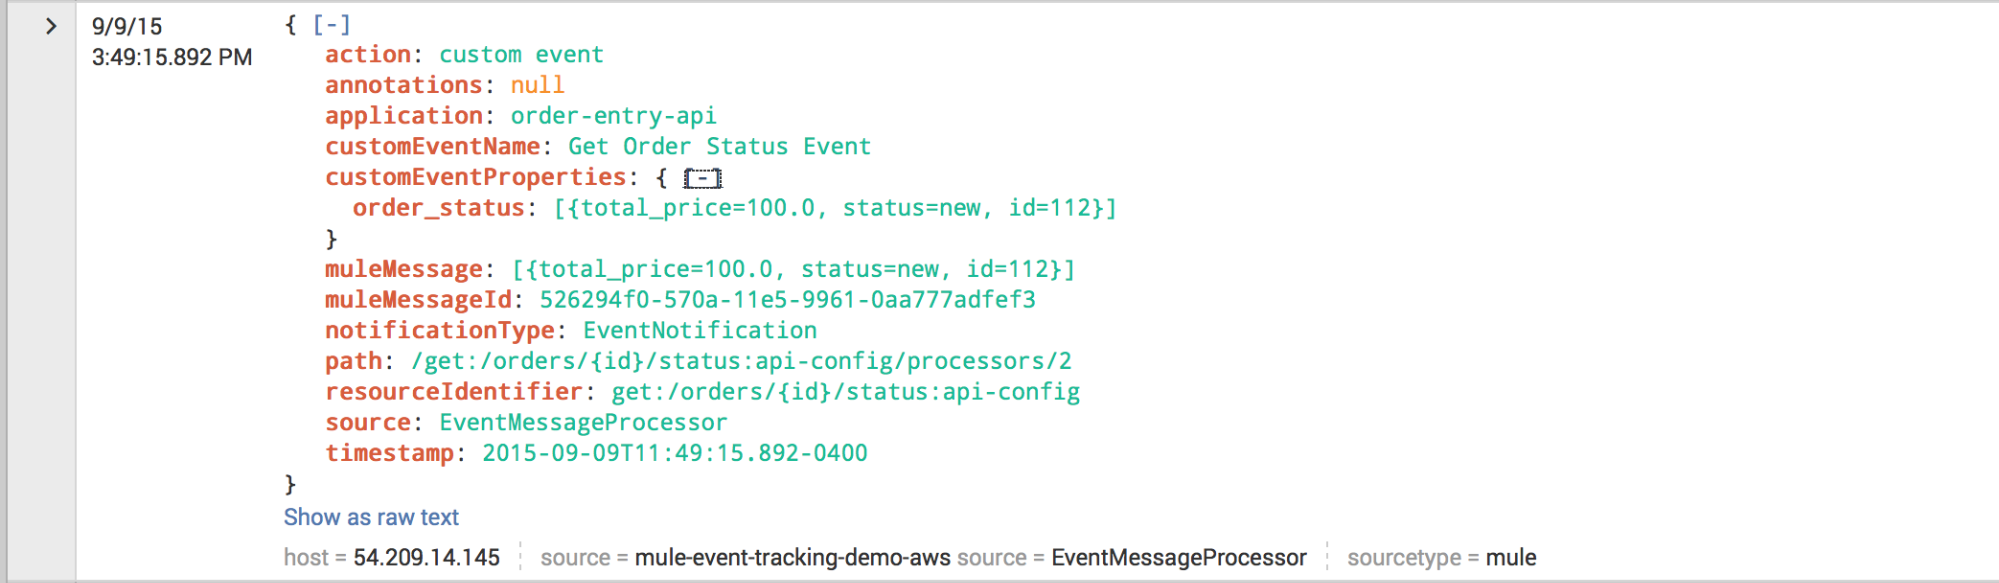 9/9/15
3:49:15.892 PM
{ [-]
action: custom event
annotations: null
application: order-entry-api
customEventName: Get Order Status Event
customEventProperties: { [-]
order_status: [{total_price=100.0, status=new, id=112}]
}
muleMessage: [{total_price=100.0, status=new, id=112}]
muleMessageId: 526294f0-570a-11e5-9961-0aa777adfef3
notificationType: EventNotification
path: /get:/orders/{id}/status:api-config/processors/2
resourceIdentifier: get:/orders/{id}/status:api-config
source: EventMessageProcessor
timestamp: 2015-09-09T11:49:15.892-0400
}
Show as raw text
host = 54.209.14.145 source = mule-event-tracking-demo-aws source = EventMessageProcessor sourcetype = mule